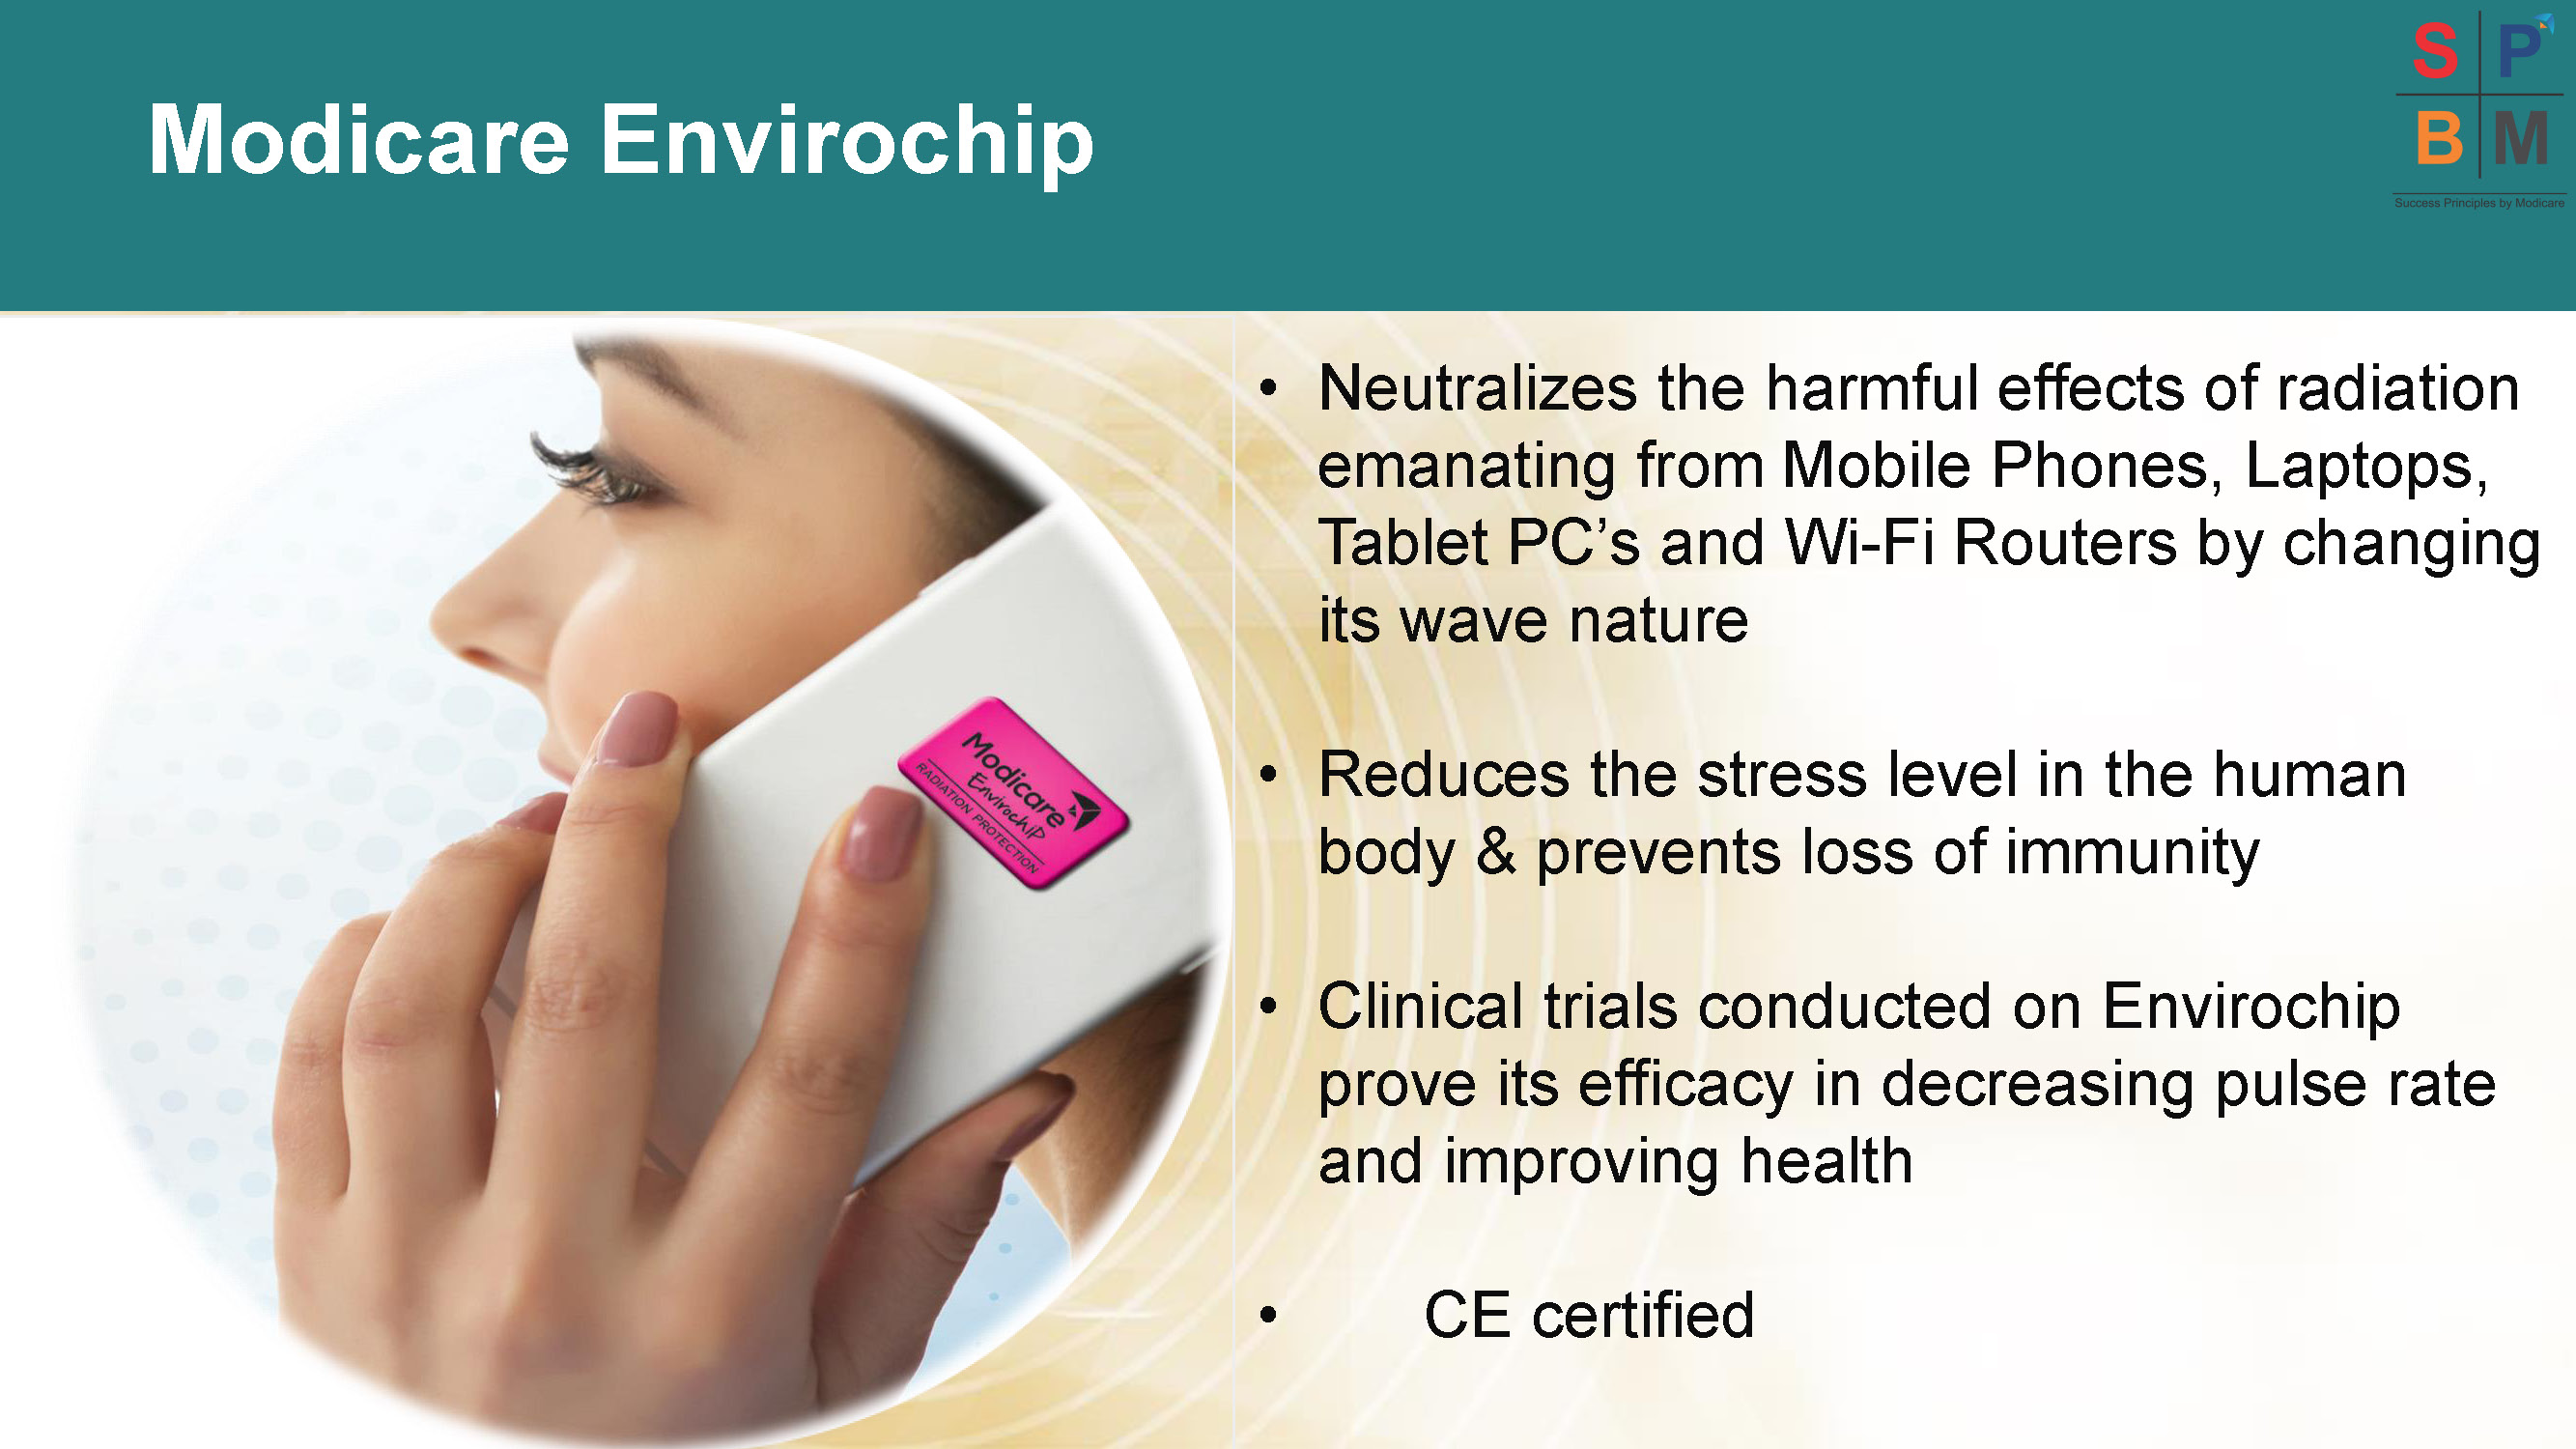 Modicare Envirochip
S P
B M
Success Principles by Modicare
• Neutralizes the harmful effects of radiation
emanating from Mobile Phones, Laptops,
Tablet PC’s and Wi-Fi Routers by changing
its wave nature
• Reduces the stress level in the human
body & prevents loss of immunity
• Clinical trials conducted on Envirochip
prove its efficacy in decreasing pulse rate
and improving health
• CE certified
Modicare
Envirochip
RADIATION PROTECTION